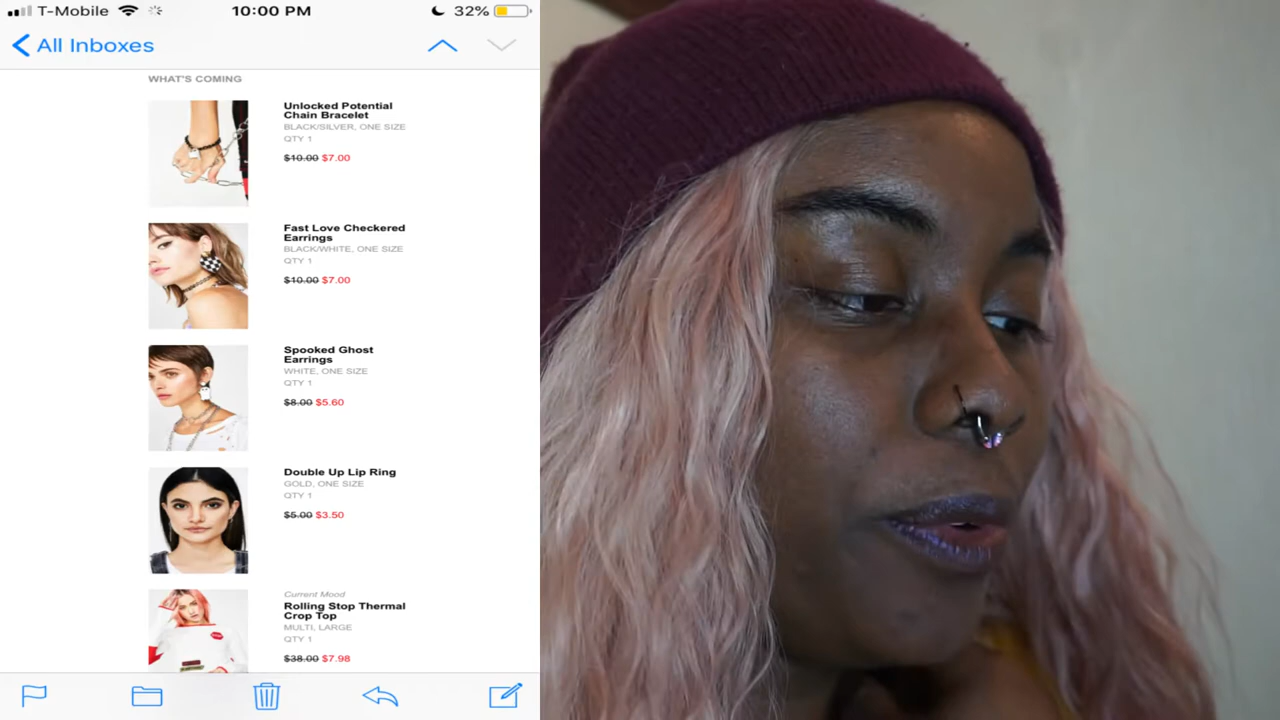 T-Mobile
10:00 PM
32%
All Inboxes
WHAT'S COMING
Unlocked Potential
Chain Bracelet
BLACK/SILVER, ONE SIZE
QTY 1
$10.00 $7.00
Fast Love Checkered
Earrings
BLACK/WHITE, ONE SIZE
QTY 1
$10.00 $7.00
Spooked Ghost
Earrings
WHITE, ONE SIZE
QTY 1
$8.00 $5.60
Double Up Lip Ring
GOLD, ONE SIZE
QTY 1
$5.00 $3.50
Current Mood
Rolling Stop Thermal
Crop Top
MULTI, LARGE
QTY 1
$38.00 $7.98